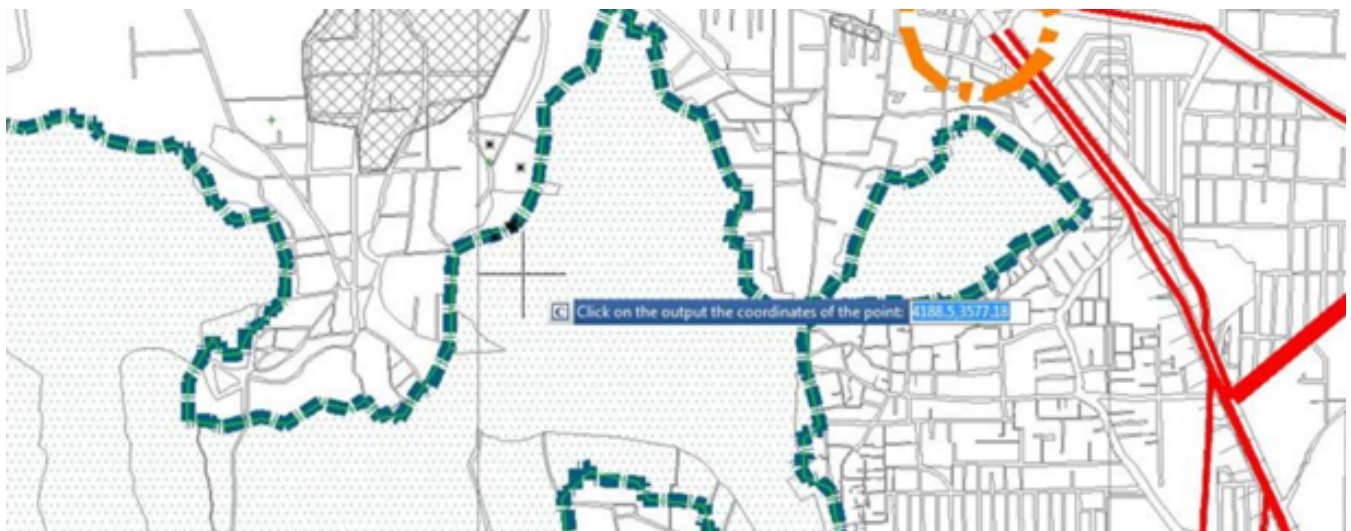 Click on the output the coordinates of the point: 4188.5,3577.18